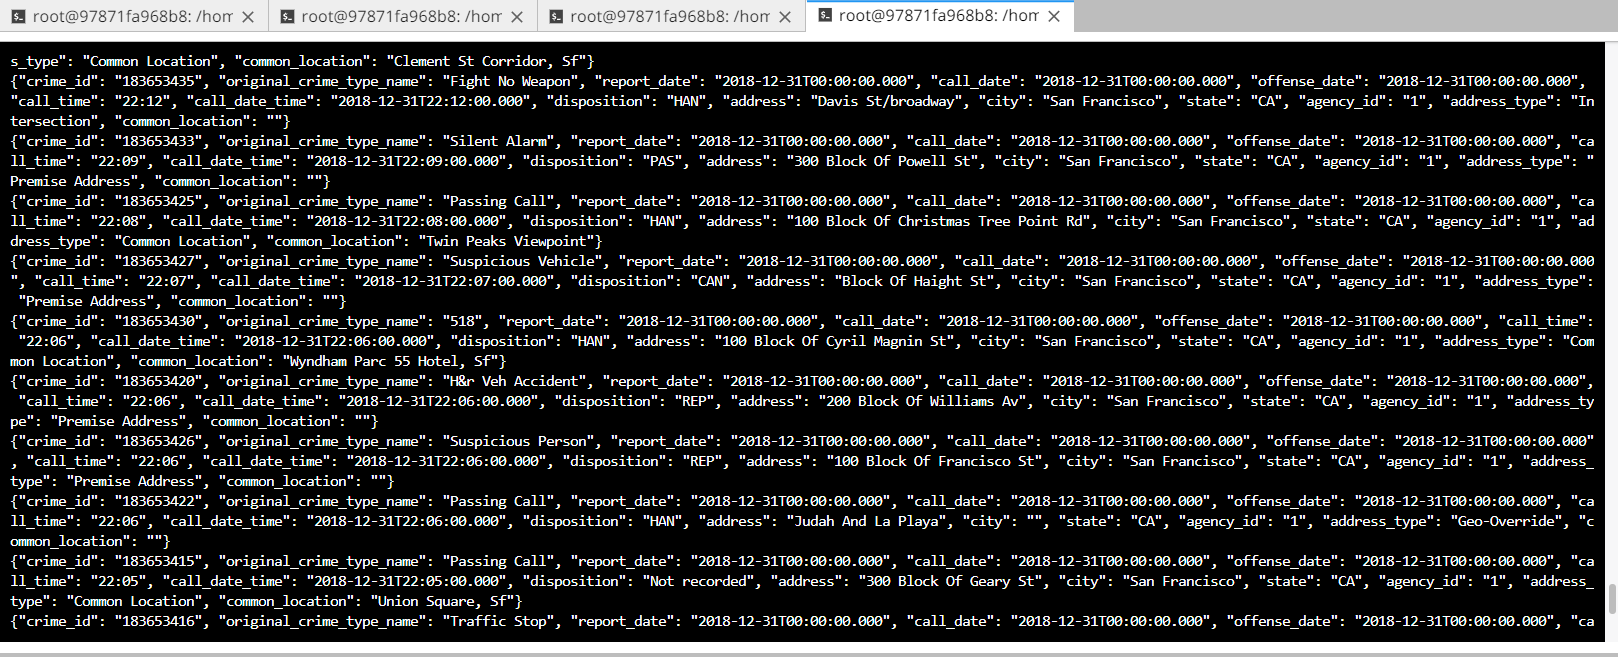 root@97871fa968b8: /hom
root@97871fa968b8: /hom
root@97871fa968b8: /hom
root@97871fa968b8: /hom
s_type": "Common Location", "common_location": "Clement St Corridor, Sf"}
{"crime_id": "183653435", "original_crime_type_name": "Fight No Weapon", "report_date": "2018-12-31T00:00:00.000", "call_date": "2018-12-31T00:00:00.000", "offense_date": "2018-12-31T00:00:00.000",
"call_time": "22:12", "call_date_time": "2018-12-31T22:12:00.000", "disposition": "HAN", "address": "Davis St/broadway", "city": "San Francisco", "state": "CA", "agency_id": "1", "address_type": "In
tersection", "common_location": ""}
{"crime_id": "183653433", "original_crime_type_name": "Silent Alarm", "report_date": "2018-12-31T00:00:00.000", "call_date": "2018-12-31T00:00:00.000", "offense_date": "2018-12-31T00:00:00.000", "ca
ll_time": "22:09", "call_date_time": "2018-12-31T22:09:00.000", "disposition": "PAS", "address": "300 Block Of Powell St", "city": "San Francisco", "state": "CA", "agency_id": "1", "address_type": "
Premise Address", "common_location": ""}
{"crime_id": "183653425", "original_crime_type_name": "Passing Call", "report_date": "2018-12-31T00:00:00.000", "call_date": "2018-12-31T00:00:00.000", "offense_date": "2018-12-31T00:00:00.000", "ca
ll_time": "22:08", "call_date_time": "2018-12-31T22:08:00.000", "disposition": "HAN", "address": "100 Block Of Christmas Tree Point Rd", "city": "San Francisco", "state": "CA", "agency_id": "1", "ad
dress_type": "Common Location", "common_location": "Twin Peaks Viewpoint"}
{"crime_id": "183653427", "original_crime_type_name": "Suspicious Vehicle", "report_date": "2018-12-31T00:00:00.000", "call_date": "2018-12-31T00:00:00.000", "offense_date": "2018-12-31T00:00:00.000
", "call_time": "22:07", "call_date_time": "2018-12-31T22:07:00.000", "disposition": "CAN", "address": "Block Of Haight St", "city": "San Francisco", "state": "CA", "agency_id": "1", "address_type":
"Premise Address", "common_location": ""}
{"crime_id": "183653430", "original_crime_type_name": "518", "report_date": "2018-12-31T00:00:00.000", "call_date": "2018-12-31T00:00:00.000", "offense_date": "2018-12-31T00:00:00.000", "call_time":
"22:06", "call_date_time": "2018-12-31T22:06:00.000", "disposition": "HAN", "address": "100 Block Of Cyril Magnin St", "city": "San Francisco", "state": "CA", "agency_id": "1", "address_type": "Com
mon Location", "common_location": "Wyndham Parc 55 Hotel, Sf"}
{"crime_id": "183653420", "original_crime_type_name": "H&r Veh Accident", "report_date": "2018-12-31T00:00:00.000", "call_date": "2018-12-31T00:00:00.000", "offense_date": "2018-12-31T00:00:00.000",
"call_time": "22:06", "call_date_time": "2018-12-31T22:06:00.000", "disposition": "REP", "address": "200 Block Of Williams Av", "city": "San Francisco", "state": "CA", "agency_id": "1", "address_ty
pe": "Premise Address", "common_location": ""}
{"crime_id": "183653426", "original_crime_type_name": "Suspicious Person", "report_date": "2018-12-31T00:00:00.000", "call_date": "2018-12-31T00:00:00.000", "offense_date": "2018-12-31T00:00:00.000"
, "call_time": "22:06", "call_date_time": "2018-12-31T22:06:00.000", "disposition": "REP", "address": "100 Block Of Francisco St", "city": "San Francisco", "state": "CA", "agency_id": "1", "address_
type": "Premise Address", "common_location": ""}
{"crime_id": "183653422", "original_crime_type_name": "Passing Call", "report_date": "2018-12-31T00:00:00.000", "call_date": "2018-12-31T00:00:00.000", "offense_date": "2018-12-31T00:00:00.000", "ca
ll_time": "22:06", "call_date_time": "2018-12-31T22:06:00.000", "disposition": "HAN", "address": "Judah And La Playa", "city": "", "state": "CA", "agency_id": "1", "address_type": "Geo-Override", "c
ommon_location": ""}
{"crime_id": "183653415", "original_crime_type_name": "Passing Call", "report_date": "2018-12-31T00:00:00.000", "call_date": "2018-12-31T00:00:00.000", "offense_date": "2018-12-31T00:00:00.000", "ca
ll_time": "22:05", "call_date_time": "2018-12-31T22:05:00.000", "disposition": "Not recorded", "address": "300 Block Of Geary St", "city": "San Francisco", "state": "CA", "agency_id": "1", "address_
type": "Common Location", "common_location": "Union Square, Sf"}
{"crime_id": "183653416", "original_crime_type_name": "Traffic Stop", "report_date": "2018-12-31T00:00:00.000", "call_date": "2018-12-31T00:00:00.000", "offense_date": "2018-12-31T00:00:00.000", "ca